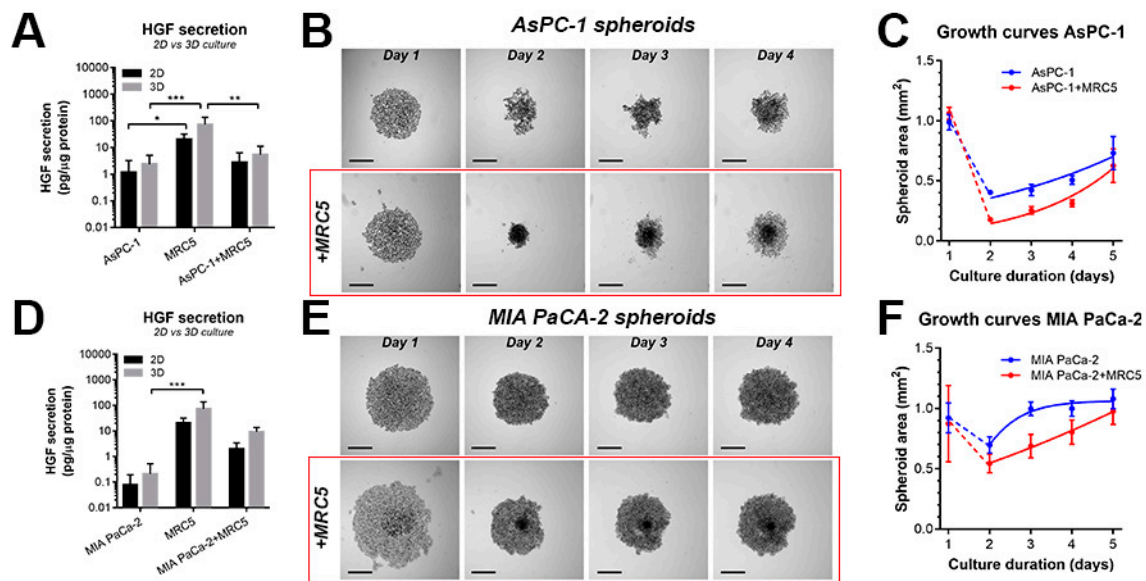 A
HGF secretion
2D vs 3D culture
HGF secretion
(pg/µg protein)
10000
1000
100
10
1
0.1
0.01
2D
3D
***
**
*
AsPC-1
MRC5
AsPC-1+MRC5
B
AsPC-1 spheroids
Day 1
Day 2
Day 3
Day 4
+MRC5
C
Growth curves AsPC-1
Spheroid area (mm²)
1.5
1.0
0.5
0.0
AsPC-1
AsPC-1+MRC5
1 2 3 4 5
Culture duration (days)
D
HGF secretion
2D vs 3D culture
HGF secretion
(pg/µg protein)
10000
1000
100
10
1
0.1
0.01
2D
3D
***
MIA PaCa-2
MRC5
MIA PaCa-2+MRC5
E
MIA PaCA-2 spheroids
Day 1
Day 2
Day 3
Day 4
+MRC5
F
Growth curves MIA PaCa-2
Spheroid area (mm²)
1.5
1.0
0.5
0.0
MIA PaCa-2
MIA PaCa-2+MRC5
1 2 3 4 5
Culture duration (days)